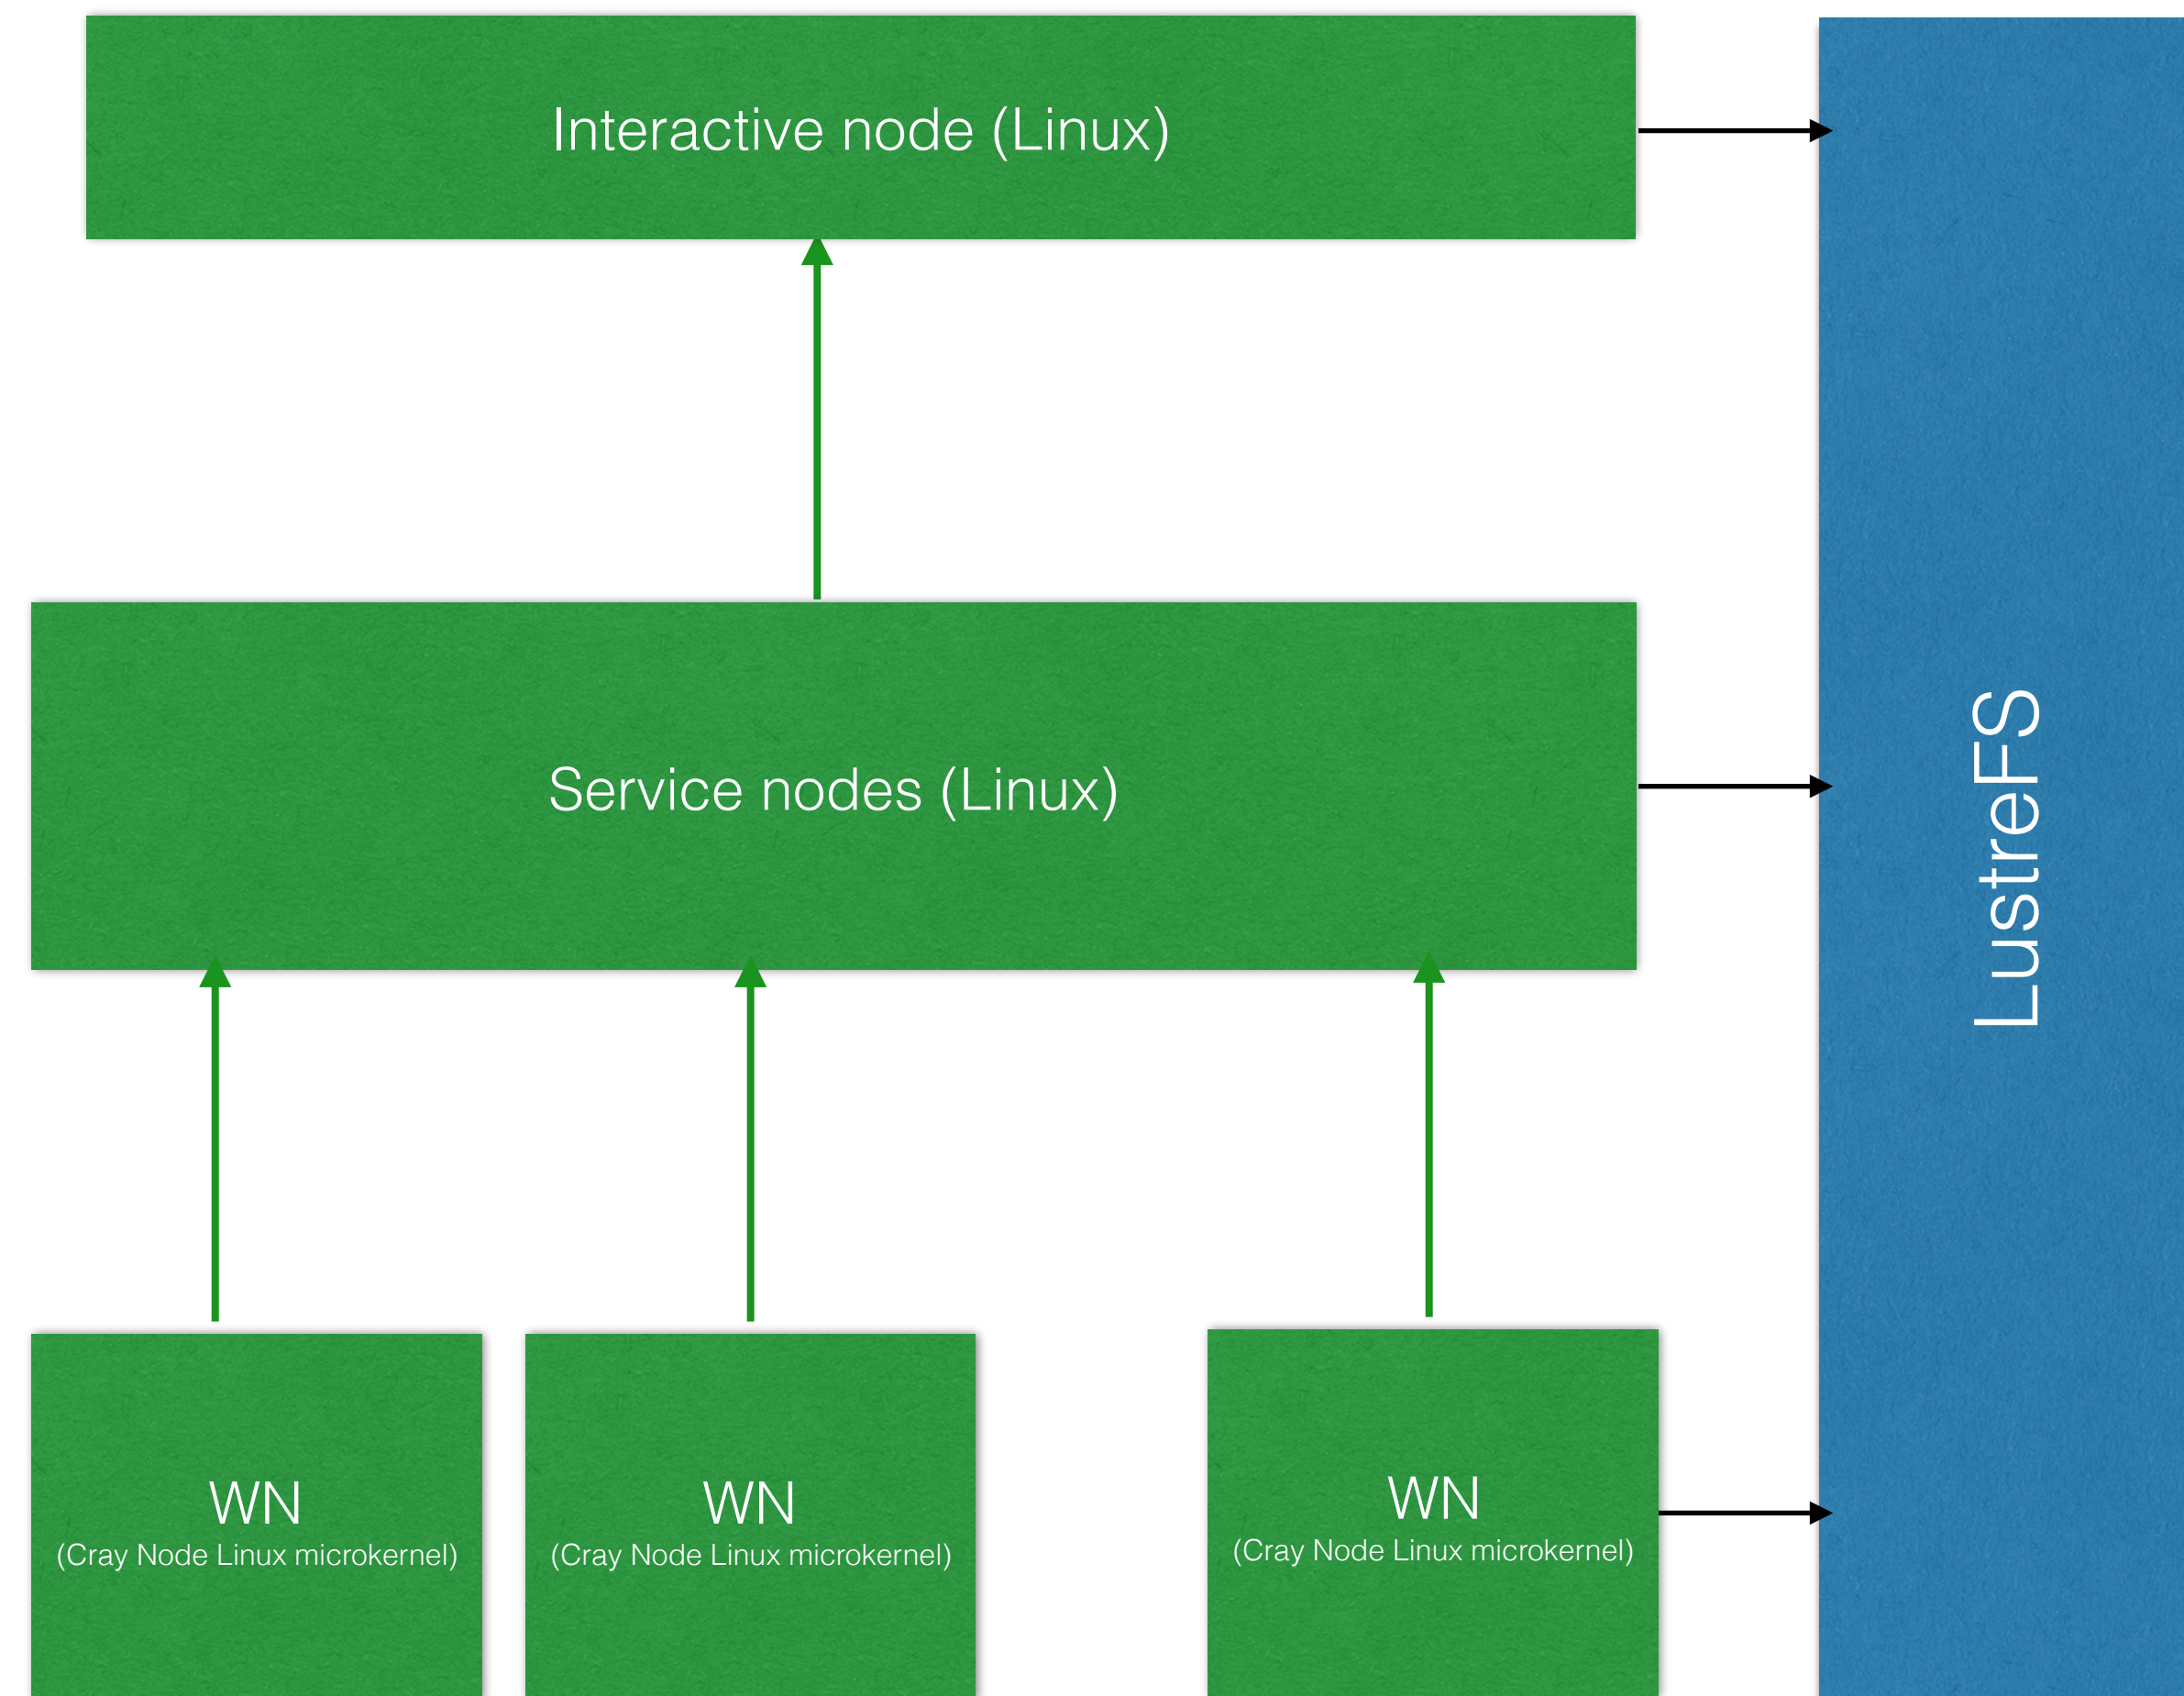 Interactive node (Linux)
Service nodes (Linux)
LustreFS
WN
(Cray Node Linux microkernel)
WN
(Cray Node Linux microkernel)
WN
(Cray Node Linux microkernel)